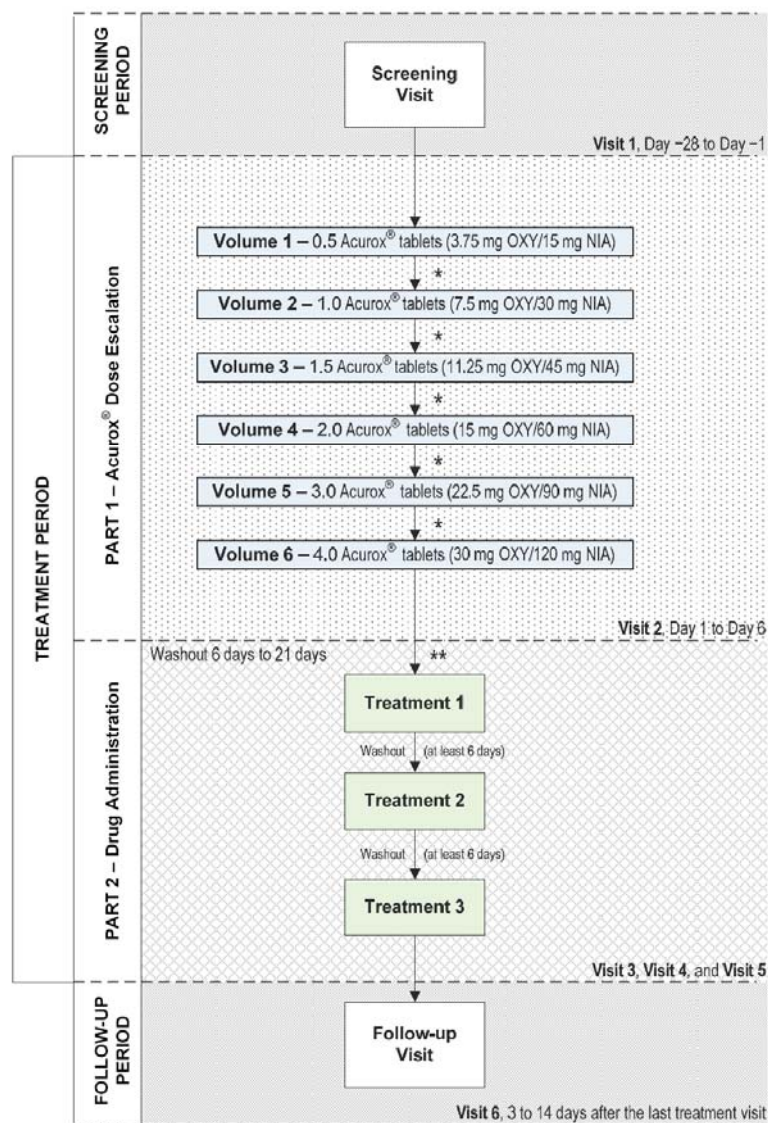 SCREENING
PERIOD
Screening
Visit
Visit 1, Day −28 to Day −1
TREATMENT PERIOD
PART 1 – Acurox® Dose Escalation
Volume 1 – 0.5 Acurox® tablets (3.75 mg OXY/15 mg NIA)
*
Volume 2 – 1.0 Acurox® tablets (7.5 mg OXY/30 mg NIA)
*
Volume 3 – 1.5 Acurox® tablets (11.25 mg OXY/45 mg NIA)
*
Volume 4 – 2.0 Acurox® tablets (15 mg OXY/60 mg NIA)
*
Volume 5 – 3.0 Acurox® tablets (22.5 mg OXY/90 mg NIA)
*
Volume 6 – 4.0 Acurox® tablets (30 mg OXY/120 mg NIA)
Visit 2, Day 1 to Day 6
PART 2 – Drug Administration
Washout 6 days to 21 days
**
Treatment 1
Washout (at least 6 days)
Treatment 2
Washout (at least 6 days)
Treatment 3
Visit 3, Visit 4, and Visit 5
FOLLOW-UP
PERIOD
Follow-up
Visit
Visit 6, 3 to 14 days after the last treatment visit